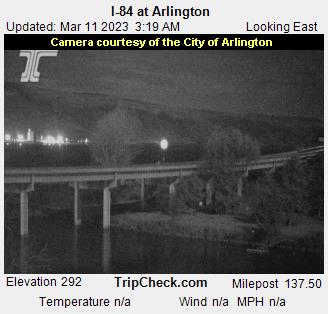 I-84 at Arlington
Updated: Mar 11 2023 3:19 AM Looking East
Camera courtesy of the City of Arlington
Elevation 292 TripCheck.com Milepost 137.50
Temperature n/a Wind n/a MPH n/a